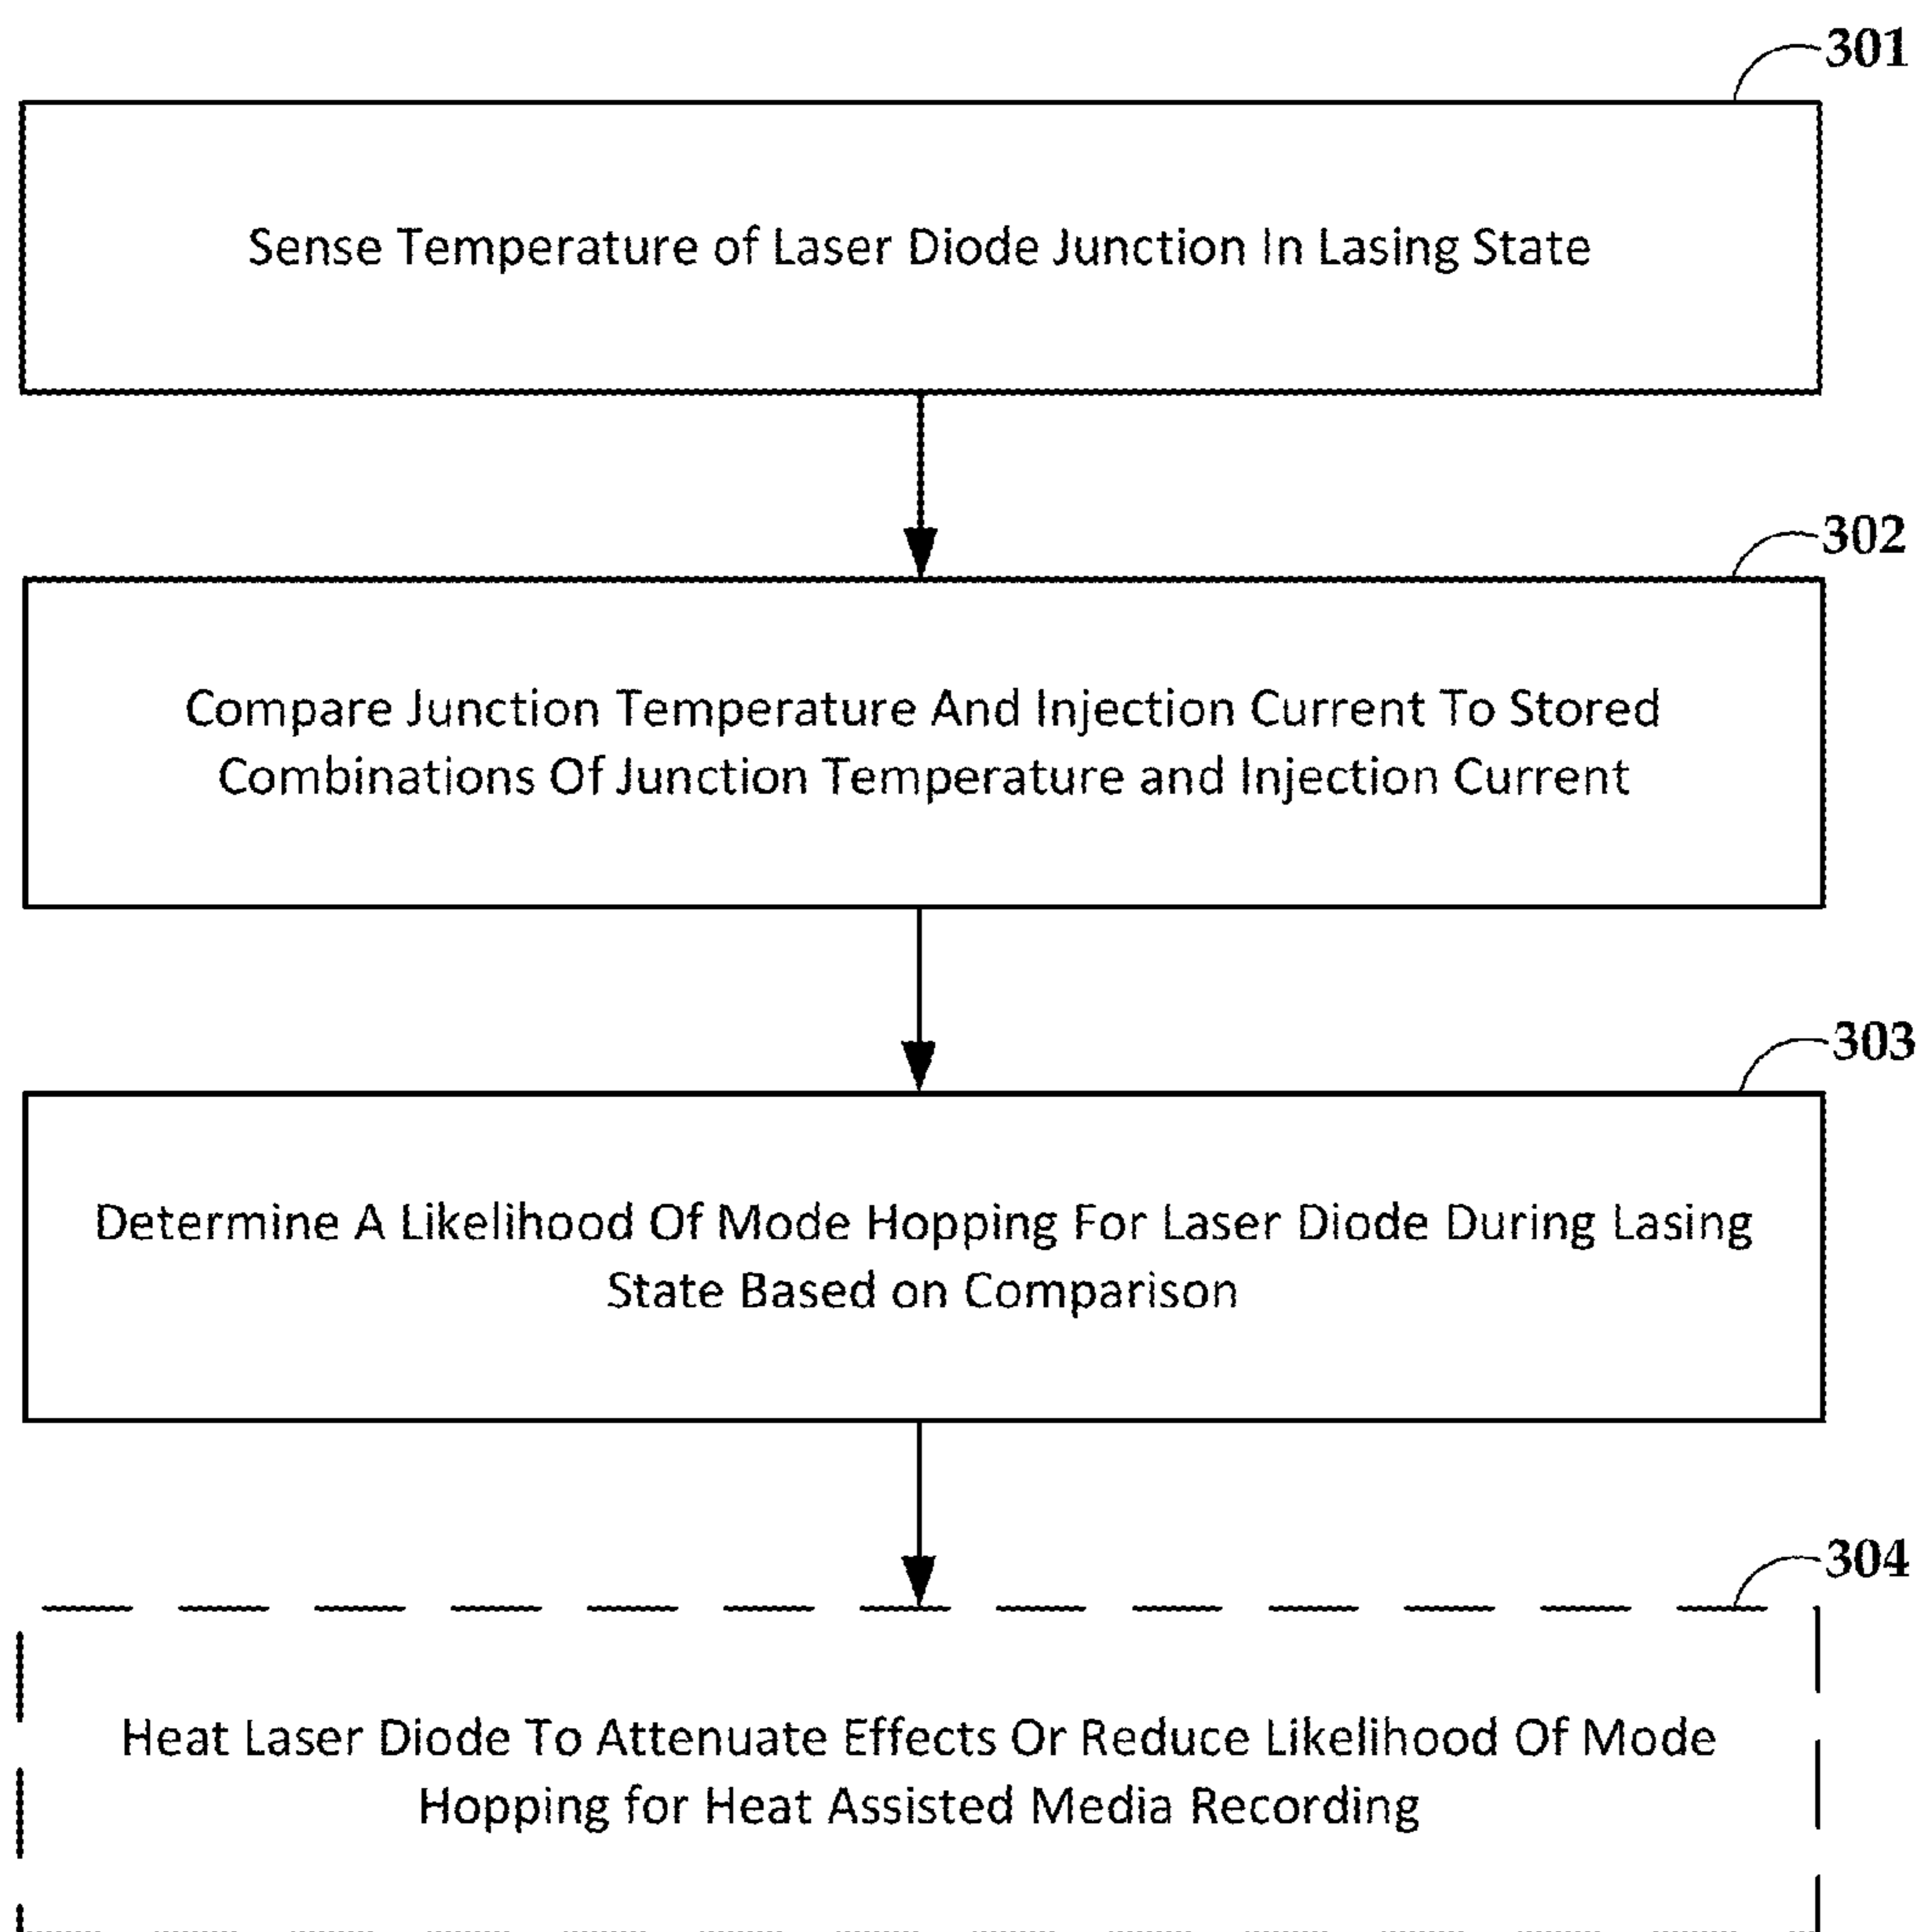 301
Sense Temperature of Laser Diode Junction In Lasing State
302
Compare Junction Temperature And Injection Current To Stored
Combinations Of Junction Temperature and Injection Current
303
Determine A Likelihood Of Mode Hopping For Laser Diode During Lasing
State Based on Comparison
304
Heat Laser Diode To Attenuate Effects Or Reduce Likelihood Of Mode
Hopping for Heat Assisted Media Recording